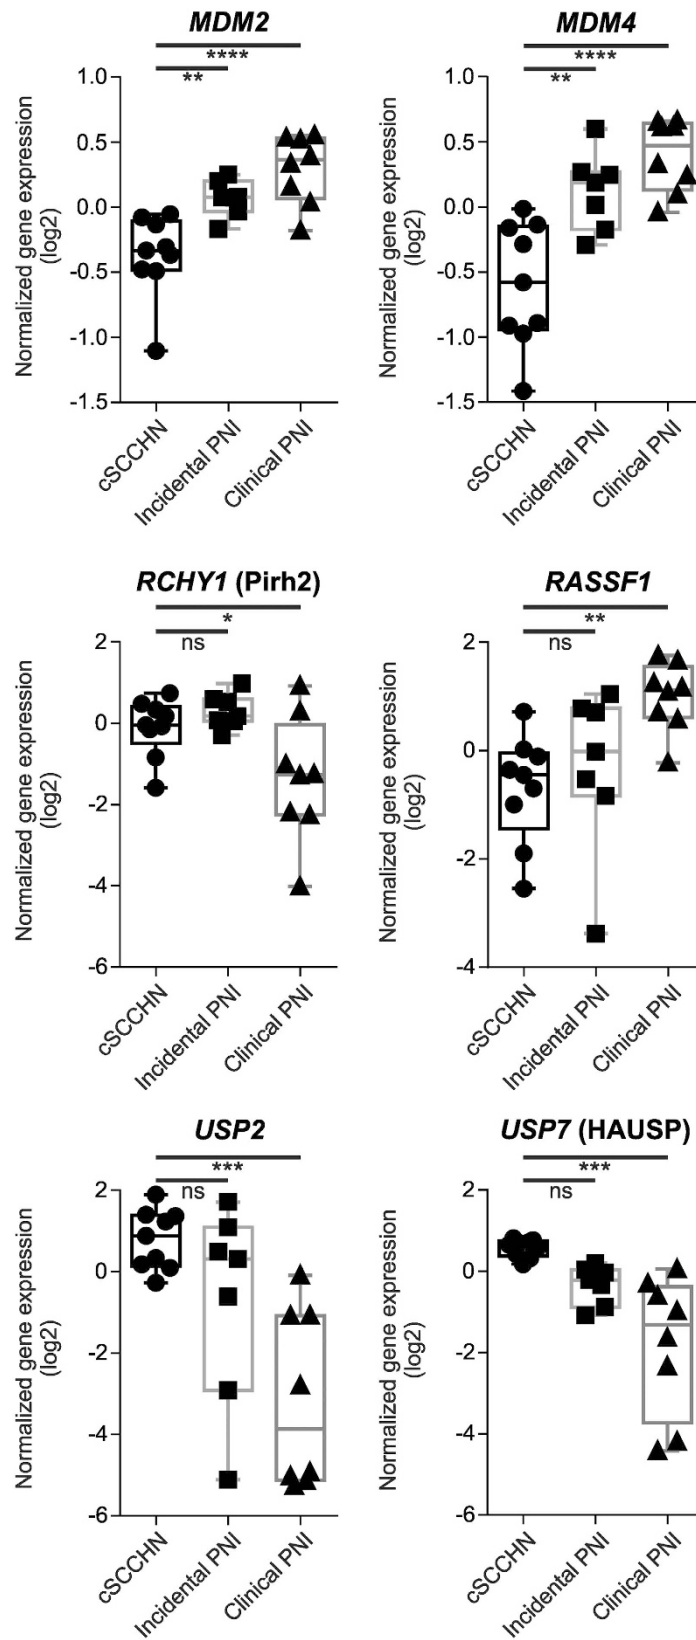 MDM2
****
**
Normalized gene expression
(log2)
1.0
0.5
0.0
-0.5
-1.0
-1.5
cSCCHN
Incidental PNI
Clinical PNI
MDM4
****
**
Normalized gene expression
(log2)
1.0
0.5
0.0
-0.5
-1.0
-1.5
cSCCHN
Incidental PNI
Clinical PNI
RCHY1 (Pirh2)
*
ns
Normalized gene expression
(log2)
2
0
-2
-4
-6
cSCCHN
Incidental PNI
Clinical PNI
RASSF1
**
ns
Normalized gene expression
(log2)
2
0
-2
-4
cSCCHN
Incidental PNI
Clinical PNI
USP2
***
ns
Normalized gene expression
(log2)
2
0
-2
-4
-6
cSCCHN
Incidental PNI
Clinical PNI
USP7 (HAUSP)
***
ns
Normalized gene expression
(log2)
2
0
-2
-4
-6
cSCCHN
Incidental PNI
Clinical PNI